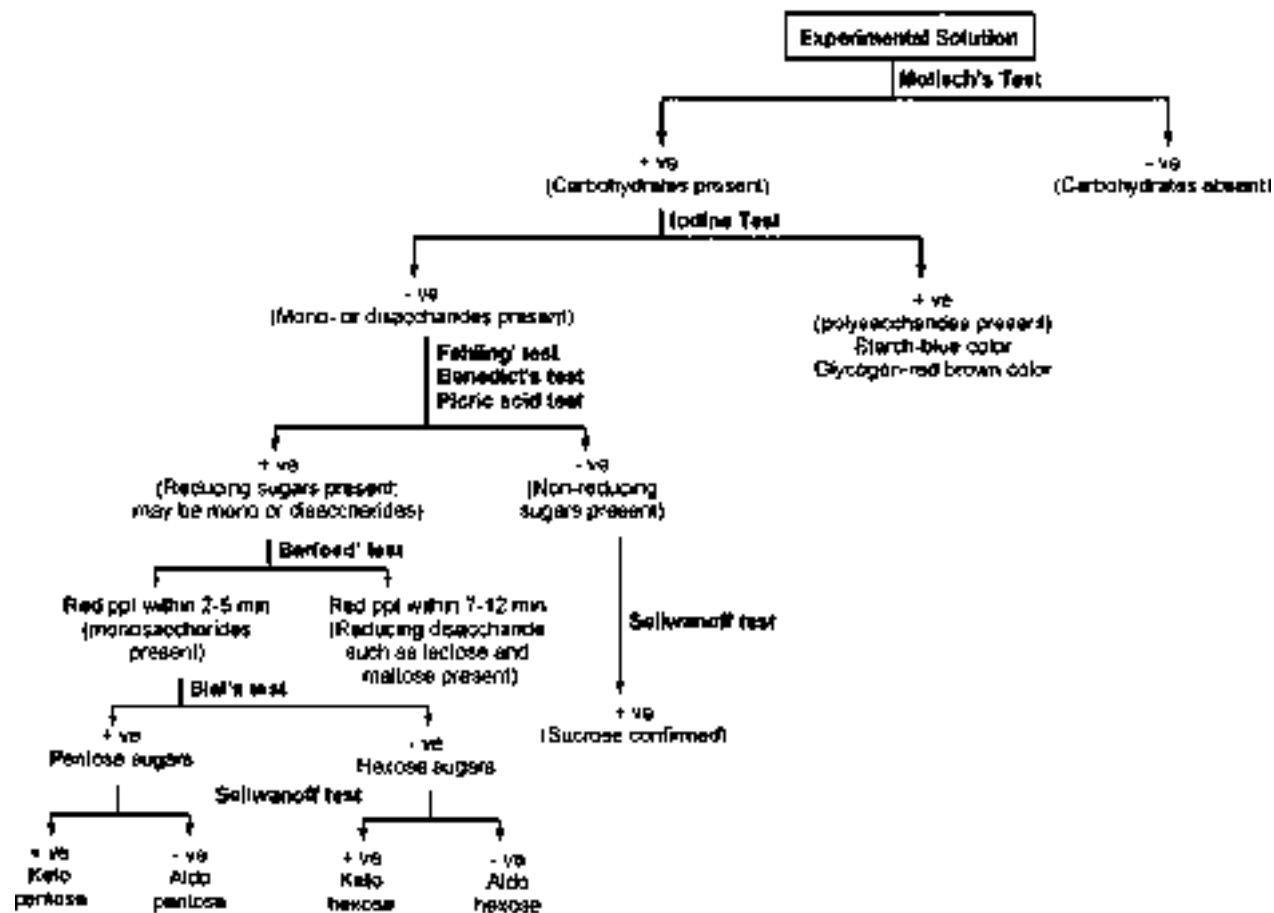 Experimental Solution
Molisch's Test
+ ve
(Carbohydrates present)
- ve
(Carbohydrates absent)
Iodine Test
- ve
(Mono- or disaccharides present)
+ ve
(polysaccharides present)
Starch-blue color
Glycogen-red brown color
Fehling' test
Benedict's test
Picric acid test
+ ve
(Reducing sugars present,
may be mono or disaccharides)
- ve
(Non-reducing
sugars present)
Barfoed' test
Red ppt within 2-5 min
(monosaccharides
present)
Red ppt within 7-12 min
(Reducing disaccharide
such as lactose and
maltose present)
Seliwanoff test
+ ve
(Sucrose confirmed)
Bial's test
+ ve
Pentose sugars
- ve
Hexose sugars
Seliwanoff test
+ ve
Keto
pentose
- ve
Aldo
pentose
+ ve
Keto
hexose
- ve
Aldo
hexose